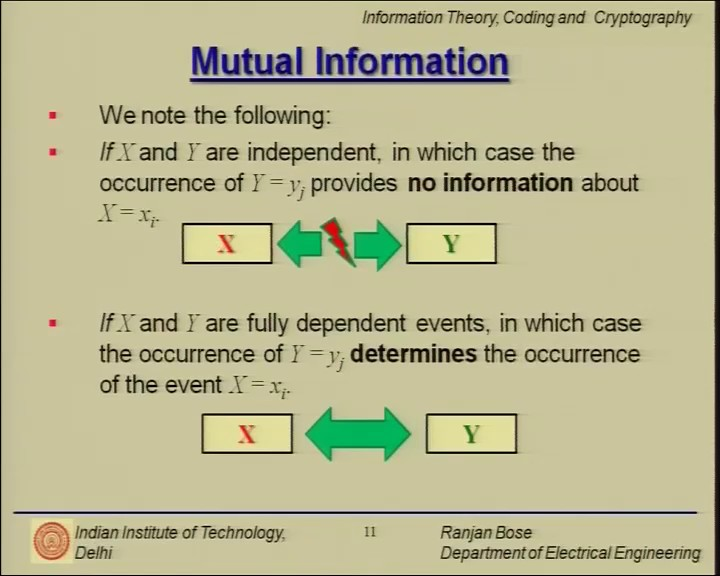 Information Theory, Coding and Cryptography
Mutual Information
We note the following:
If X and Y are independent, in which case the
occurrence of Y = yj provides no information about
X = xi.
X
Y
If X and Y are fully dependent events, in which case
the occurrence of Y = yj determines the occurrence
of the event X = xi.
X
Y
Indian Institute of Technology,
Delhi
11
Ranjan Bose
Department of Electrical Engineering